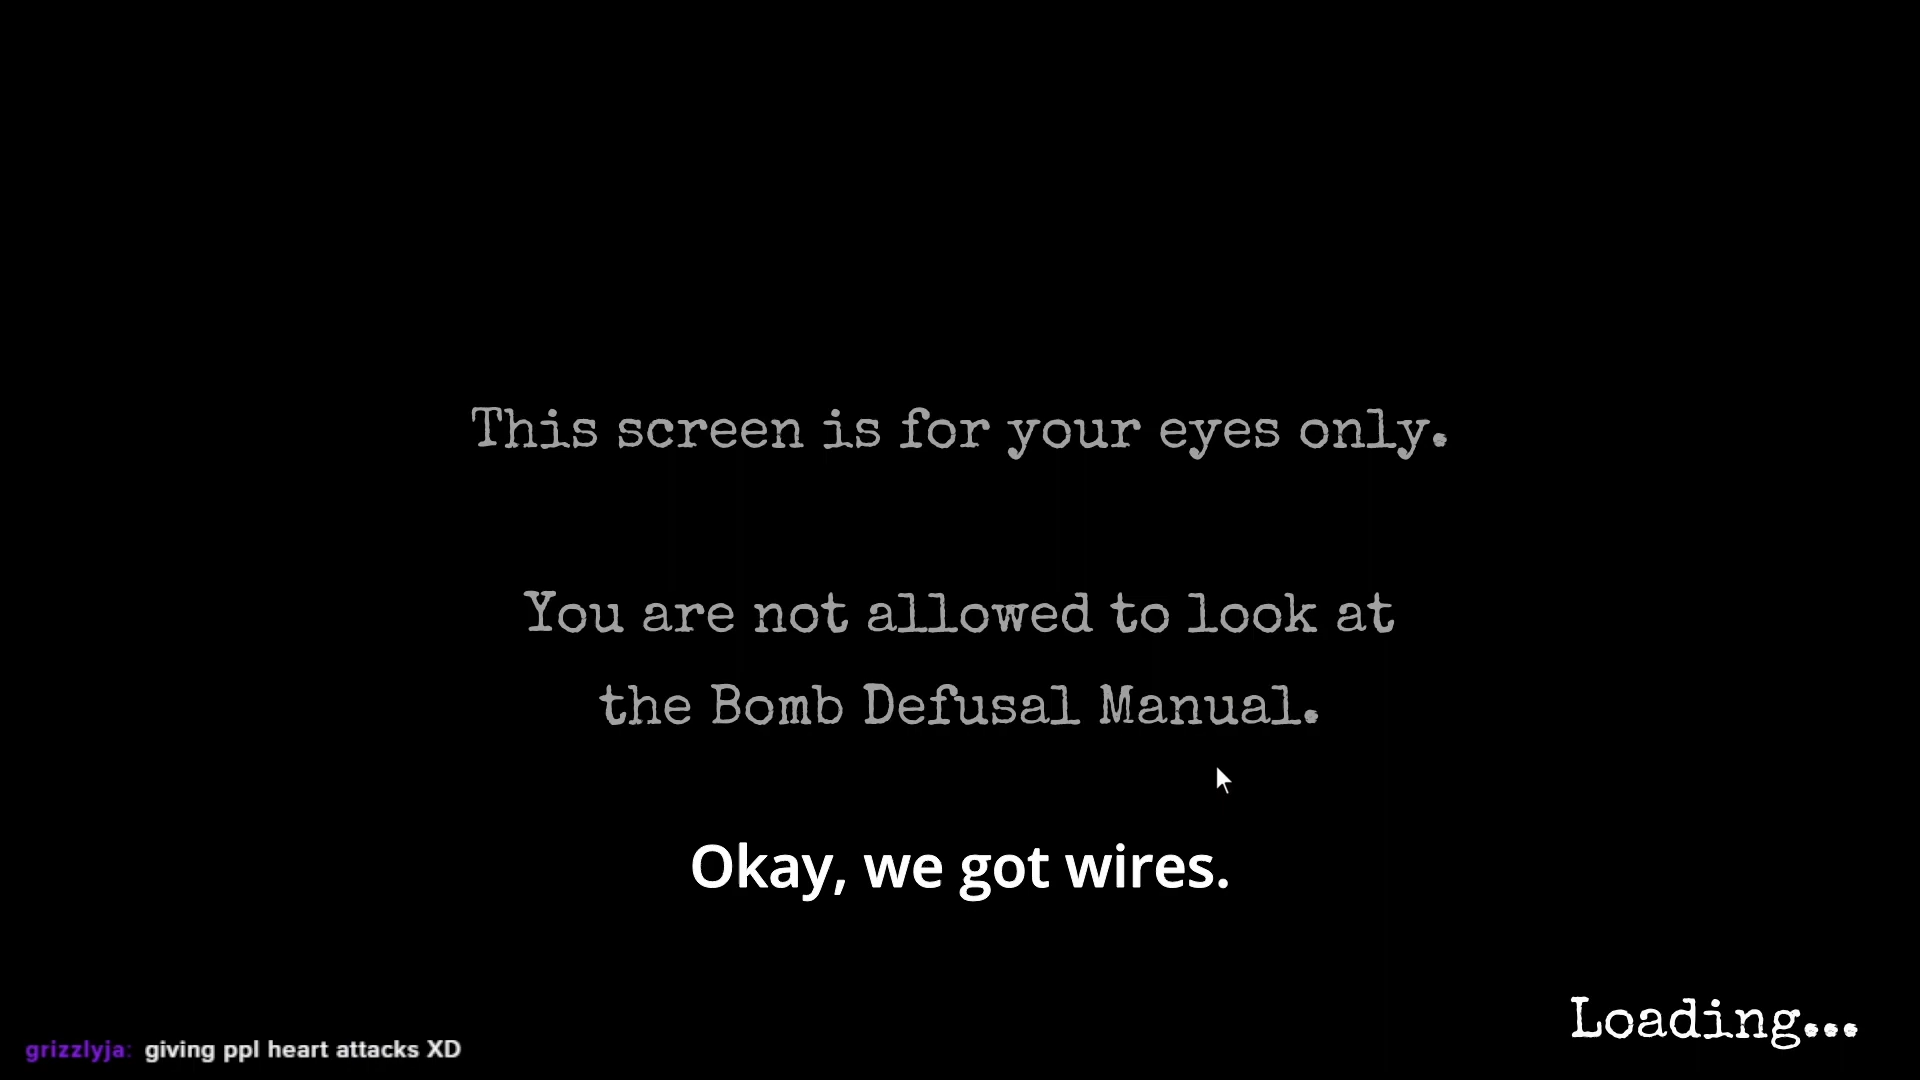 This screen is for your eyes only.
You are not allowed to look at
the Bomb Defusal Manual.
Okay, we got wires.
Loading...
grizzlyja: giving ppl heart attacks XD